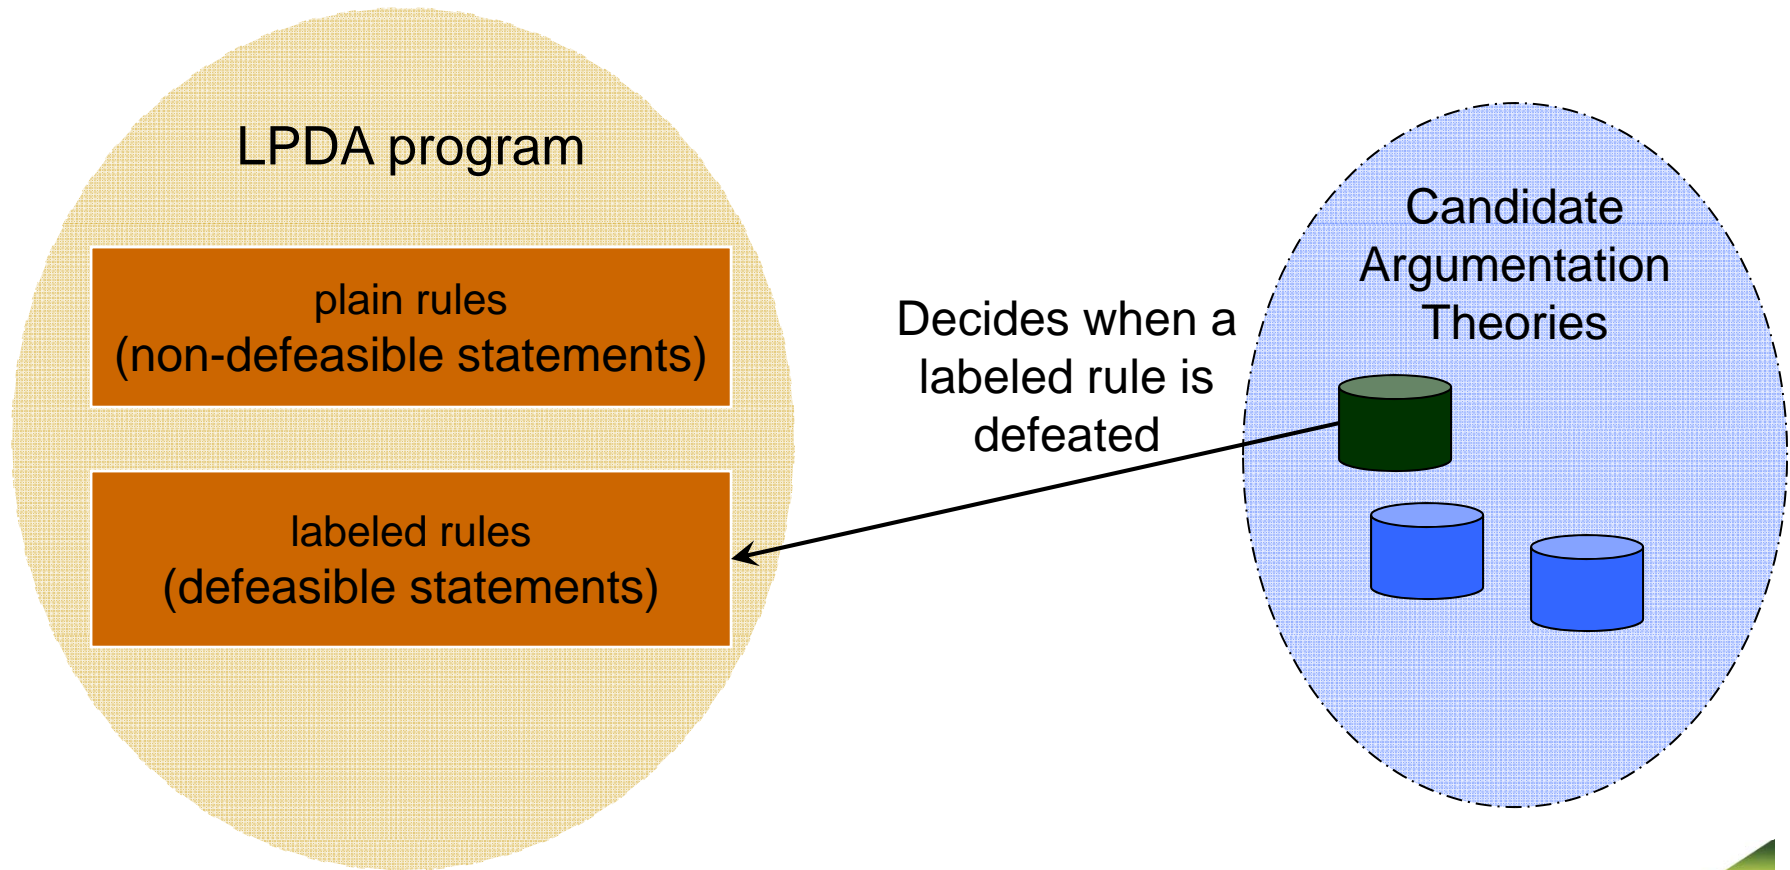 LPDA program
plain rules
(non-defeasible statements)
labeled rules
(defeasible statements)
Decides when a
labeled rule is
defeated
Candidate
Argumentation
Theories